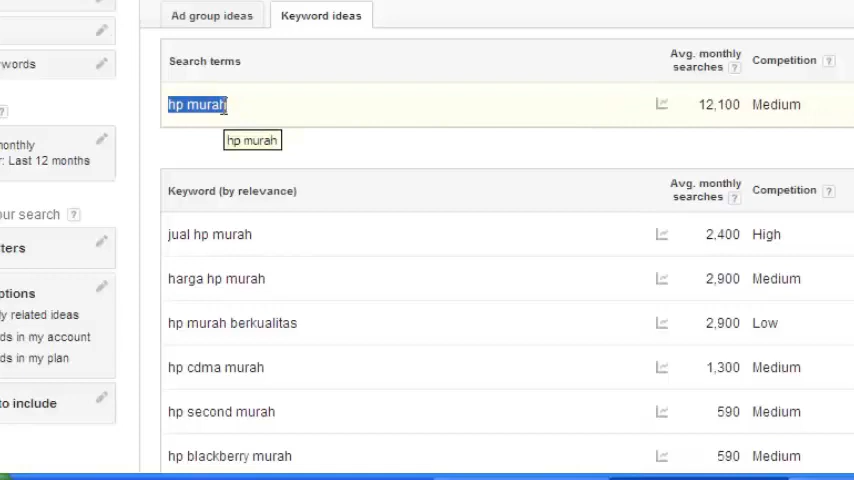 Ad group ideas
Keyword ideas
Search terms
Avg. monthly searches ?
Competition ?
hp murah
12,100
Medium
hp murah
Keyword (by relevance)
Avg. monthly searches ?
Competition ?
jual hp murah
2,400
High
harga hp murah
2,900
Medium
hp murah berkualitas
2,900
Low
hp cdma murah
1,300
Medium
hp second murah
590
Medium
hp blackberry murah
590
Medium
words
?
onthly
r: Last 12 months
ur search ?
ters
ptions
ly related ideas
ds in my account
ds in my plan
to include